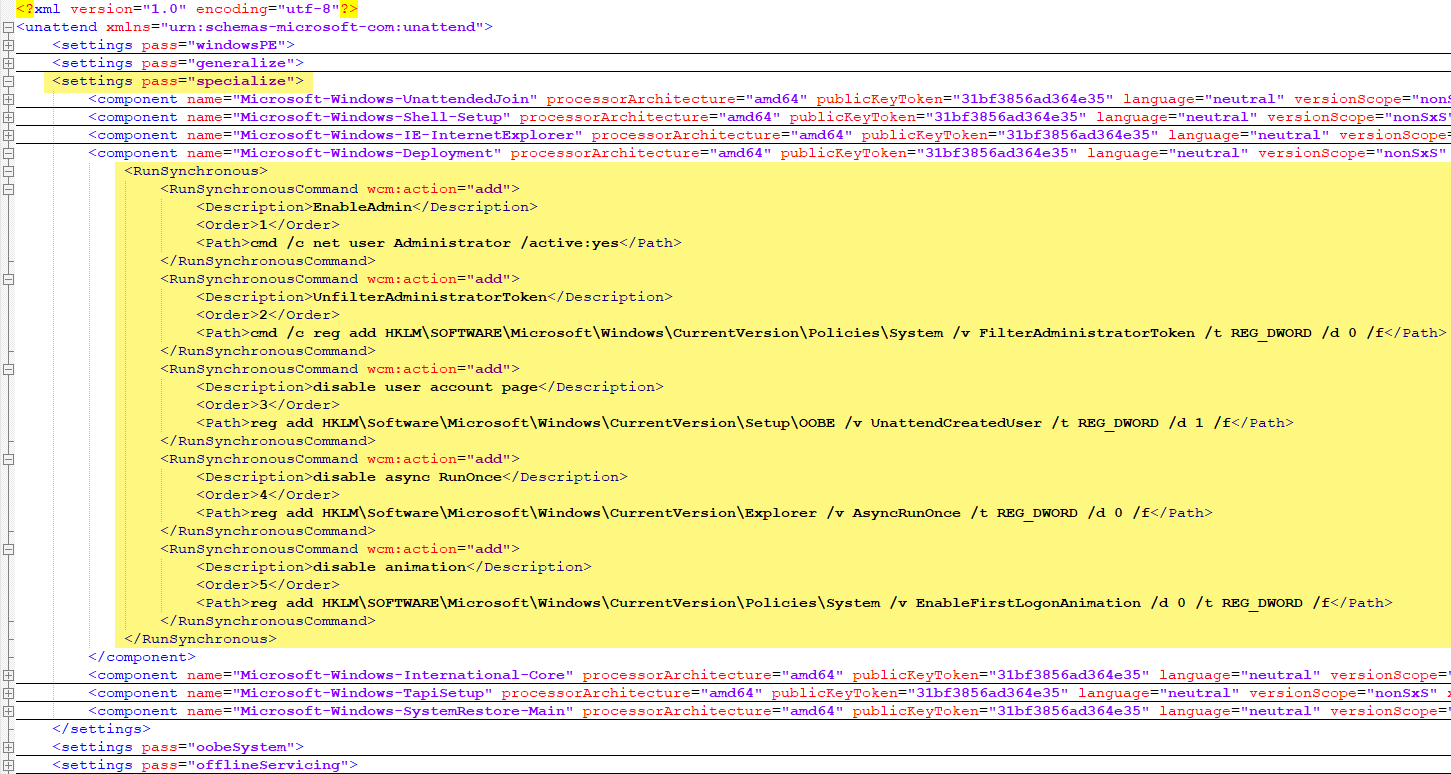 <?xml version="1.0" encoding="utf-8"?>
<unattend xmlns="urn:schemas-microsoft-com:unattend">
<settings pass="windowsPE">
<settings pass="generalize">
<settings pass="specialize">
<component name="Microsoft-Windows-UnattendedJoin" processorArchitecture="amd64" publicKeyToken="31bf3856ad364e35" language="neutral" versionScope="nonS
<component name="Microsoft-Windows-Shell-Setup" processorArchitecture="amd64" publicKeyToken="31bf3856ad364e35" language="neutral" versionScope="nonSxS"
<component name="Microsoft-Windows-IE-InternetExplorer" processorArchitecture="amd64" publicKeyToken="31bf3856ad364e35" language="neutral" versionScope=
<component name="Microsoft-Windows-Deployment" processorArchitecture="amd64" publicKeyToken="31bf3856ad364e35" language="neutral" versionScope="nonSxS"
<RunSynchronous>
<RunSynchronousCommand wcm:action="add">
<Description>EnableAdmin</Description>
<Order>1</Order>
<Path>cmd /c net user Administrator /active:yes</Path>
</RunSynchronousCommand>
<RunSynchronousCommand wcm:action="add">
<Description>UnfilterAdministratorToken</Description>
<Order>2</Order>
<Path>cmd /c reg add HKLM\SOFTWARE\Microsoft\Windows\CurrentVersion\Policies\System /v FilterAdministratorToken /t REG_DWORD /d 0 /f</Path>
</RunSynchronousCommand>
<RunSynchronousCommand wcm:action="add">
<Description>disable user account page</Description>
<Order>3</Order>
<Path>reg add HKLM\Software\Microsoft\Windows\CurrentVersion\Setup\OOBE /v UnattendCreatedUser /t REG_DWORD /d 1 /f</Path>
</RunSynchronousCommand>
<RunSynchronousCommand wcm:action="add">
<Description>disable async RunOnce</Description>
<Order>4</Order>
<Path>reg add HKLM\Software\Microsoft\Windows\CurrentVersion\Explorer /v AsyncRunOnce /t REG_DWORD /d 0 /f</Path>
</RunSynchronousCommand>
<RunSynchronousCommand wcm:action="add">
<Description>disable animation</Description>
<Order>5</Order>
<Path>reg add HKLM\SOFTWARE\Microsoft\Windows\CurrentVersion\Policies\System /v EnableFirstLogonAnimation /d 0 /t REG_DWORD /f</Path>
</RunSynchronousCommand>
</RunSynchronous>
</component>
<component name="Microsoft-Windows-International-Core" processorArchitecture="amd64" publicKeyToken="31bf3856ad364e35" language="neutral" versionScope="
<component name="Microsoft-Windows-TapiSetup" processorArchitecture="amd64" publicKeyToken="31bf3856ad364e35" language="neutral" versionScope="nonSxS" x
<component name="Microsoft-Windows-SystemRestore-Main" processorArchitecture="amd64" publicKeyToken="31bf3856ad364e35" language="neutral" versionScope="
</settings>
<settings pass="oobeSystem">
<settings pass="offlineServicing">